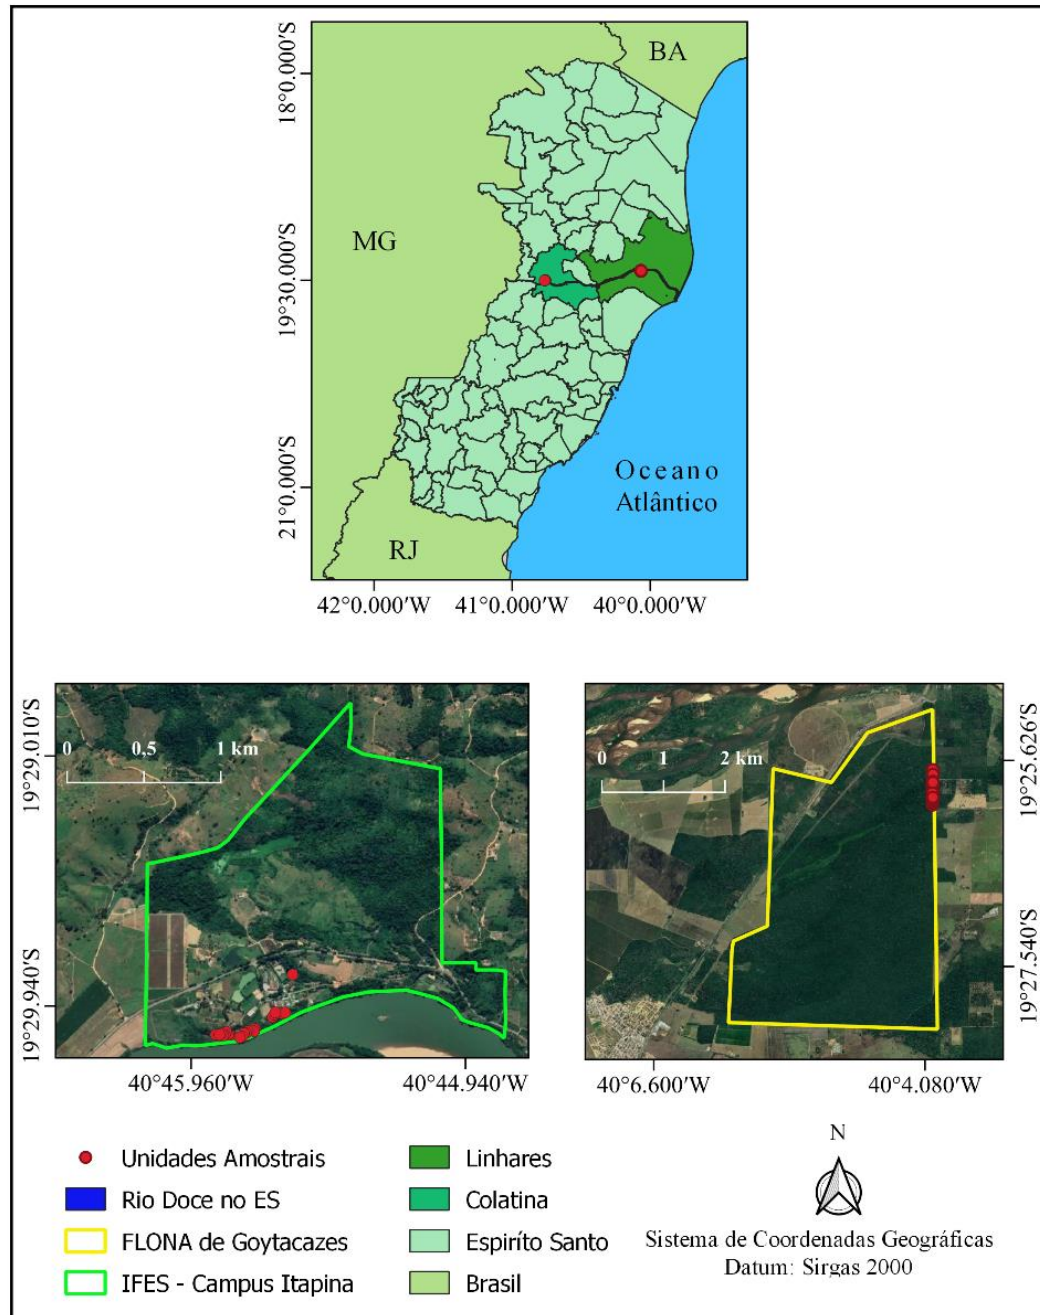 BA
MG
RJ
Oceano
Atlântico
18°0.000'S
19°30.000'S
21°0.000'S
42°0.000'W
41°0.000'W
40°0.000'W
0
0,5
1 km
19°29.010'S
19°29.940'S
40°45.960'W
40°44.940'W
0
1
2 km
19°25.626'S
19°27.540'S
40°6.600'W
40°4.080'W
Unidades Amostrais
Rio Doce no ES
FLONA de Goytacazes
IFES - Campus Itapina
Linhares
Colatina
Espiríto Santo
Brasil
N
Sistema de Coordenadas Geográficas
Datum: Sirgas 2000